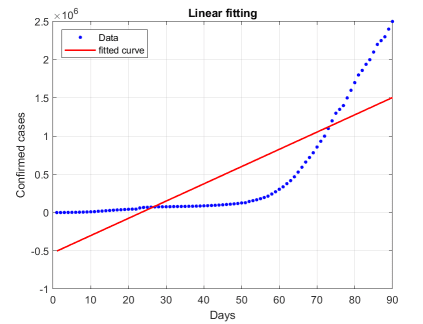 Linear fitting
×10^6
Data
fitted curve
2.5
2
1.5
1
0.5
0
-0.5
-1
Confirmed cases
0 10 20 30 40 50 60 70 80 90
Days